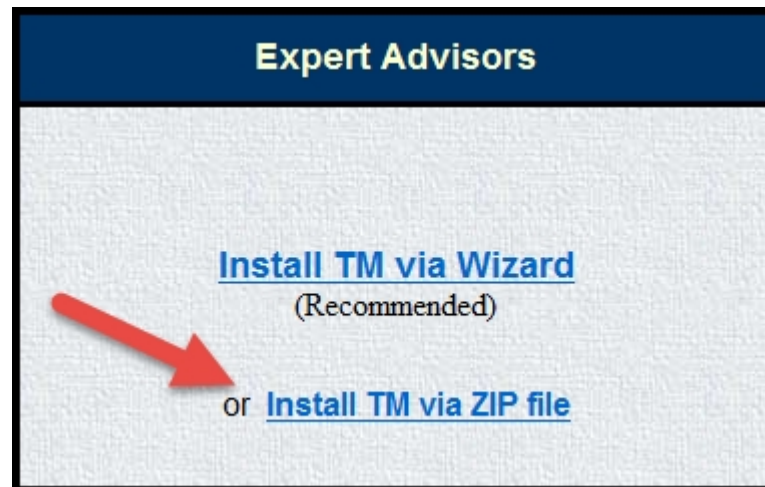 Expert Advisors
Install TM via Wizard
(Recommended)
or Install TM via ZIP file